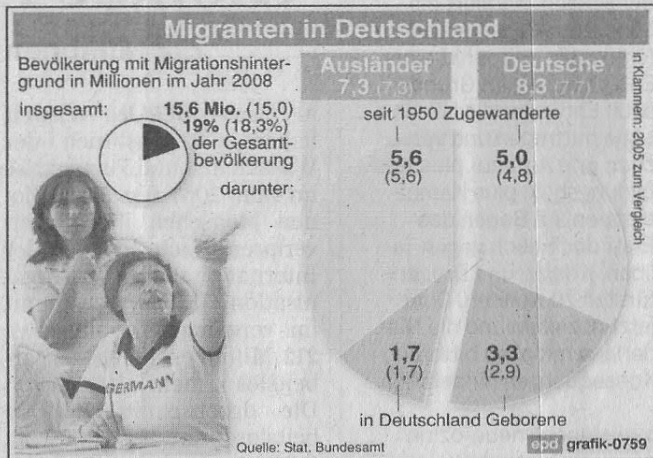 Migranten in Deutschland
Bevölkerung mit Migrationshinter-
grund in Millionen im Jahr 2008
insgesamt: 15,6 Mio. (15,0)
19% (18,3%)
der Gesamt-
bevölkerung
darunter:
Ausländer
7,3 (7,3)
Deutsche
8,3 (7,7)
in Klammern: 2005 zum Vergleich
seit 1950 Zugewanderte
5,6
(5,6)
5,0
(4,8)
1,7
(1,7)
3,3
(2,9)
in Deutschland Geborene
GERMANY
Quelle: Stat. Bundesamt
epd grafik-0759